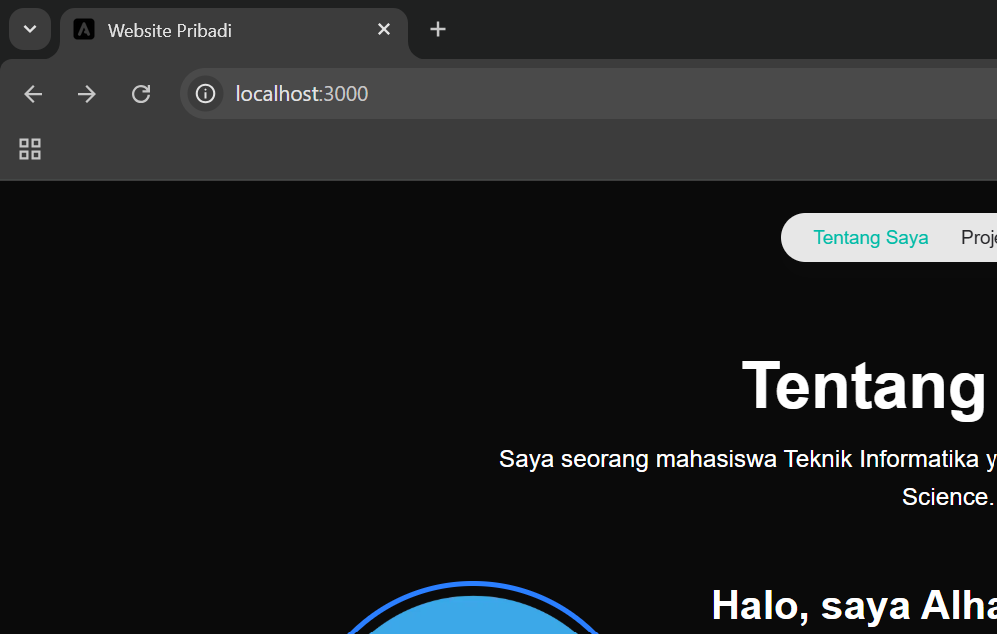 Website Pribadi
localhost:3000
Tentang Saya Proje
Tentang
Saya seorang mahasiswa Teknik Informatika y
Science.
Halo, saya Alha